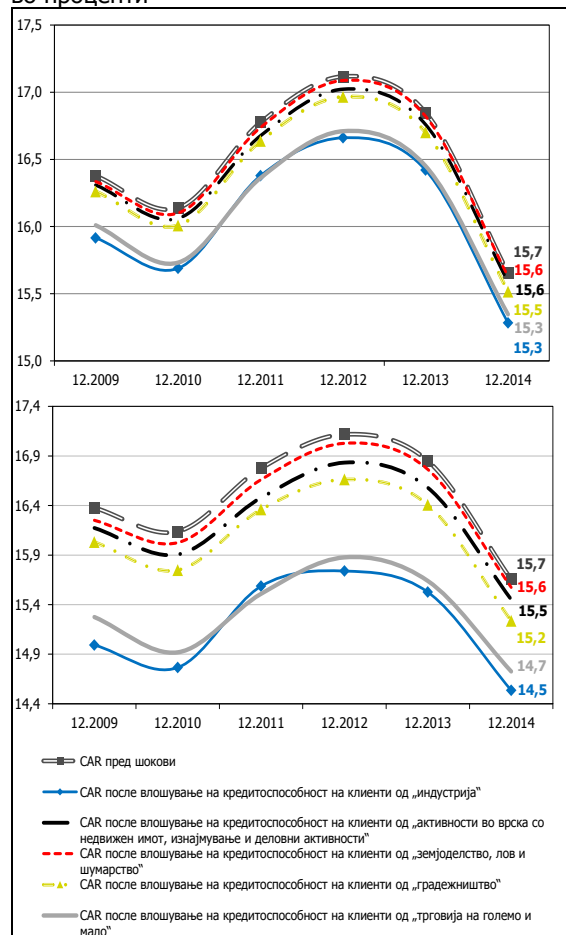 во проценти
17,5
17,0
16,5
16,0
15,5
15,0
15,7
15,6
15,6
15,5
15,3
15,3
12.2009 12.2010 12.2011 12.2012 12.2013 12.2014
17,4
16,9
16,4
15,9
15,4
14,9
14,4
15,7
15,6
15,5
15,2
14,7
14,5
12.2009 12.2010 12.2011 12.2012 12.2013 12.2014
CAR пред шокови
CAR после влошување на кредитоспособност на клиенти од „индустрија“
CAR после влошување на кредитоспособност на клиенти од „активности во врска со
недвижен имот, изнајмување и деловни активности“
CAR после влошување на кредитоспособност на клиенти од „земјоделство, лов и
шумарство“
CAR после влошување на кредитоспособност на клиенти од „градежништво“
CAR после влошување на кредитоспособност на клиенти од „трговија на големо и
мало“